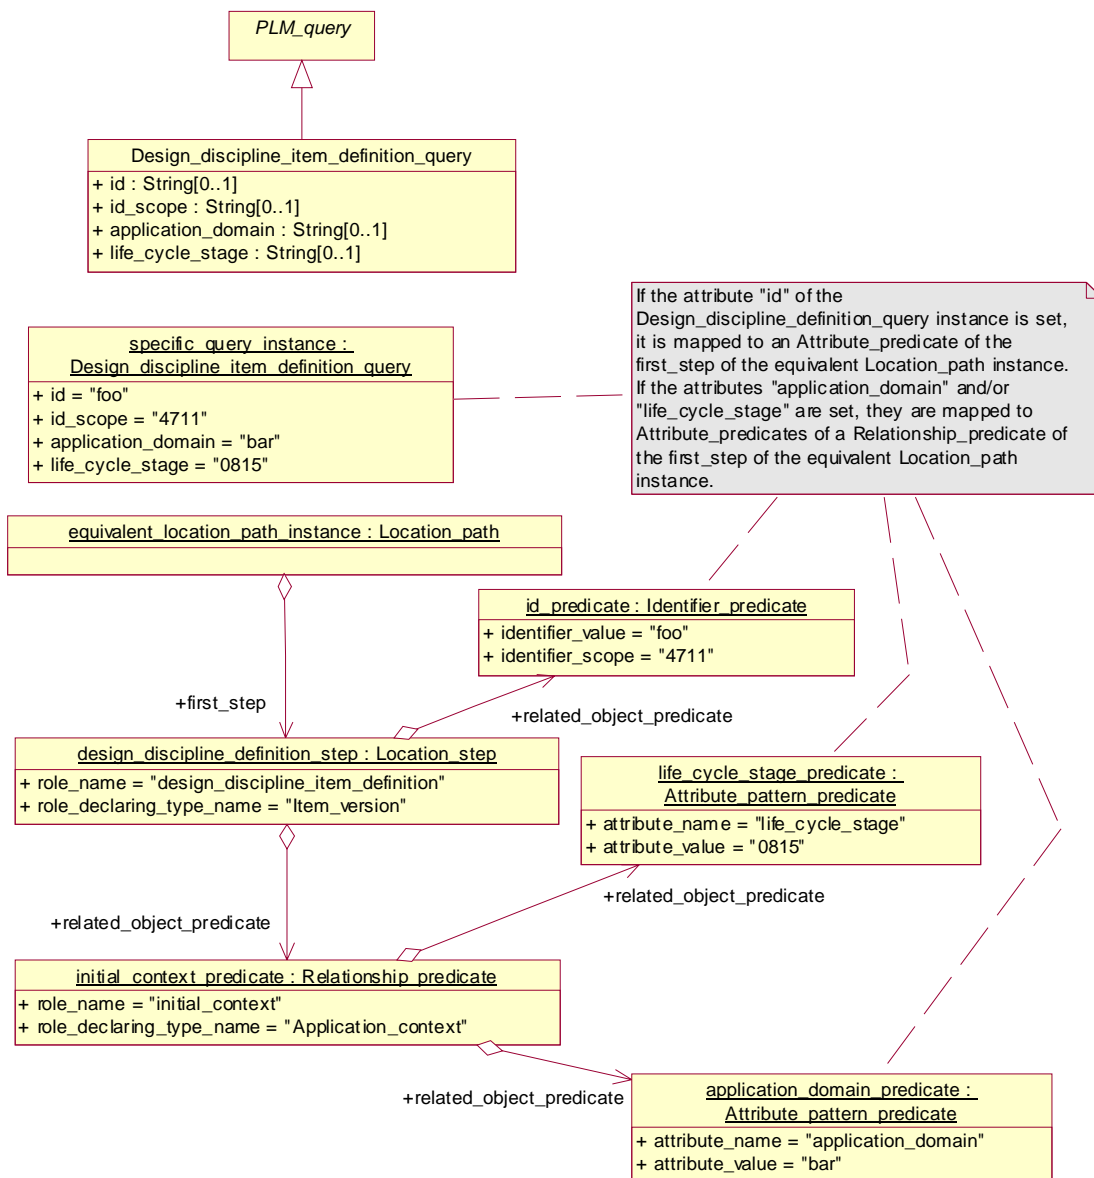 PLM_query
Design_discipline_item_definition_query
+ id : String[0..1]
+ id_scope : String[0..1]
+ application_domain : String[0..1]
+ life_cycle_stage : String[0..1]
If the attribute "id" of the
Design_discipline_definition_query instance is set,
it is mapped to an Attribute_predicate of the
first_step of the equivalent Location_path instance.
If the attributes "application_domain" and/or
"life_cycle_stage" are set, they are mapped to
Attribute_predicates of a Relationship_predicate of
the first_step of the equivalent Location_path
instance.
specific_query_instance :
Design_discipline_item_definition_query
+ id = "foo"
+ id_scope = "4711"
+ application_domain = "bar"
+ life_cycle_stage = "0815"
equivalent_location_path_instance : Location_path
id_predicate : Identifier_predicate
+ identifier_value = "foo"
+ identifier_scope = "4711"
+first_step
+related_object_predicate
design_discipline_definition_step : Location_step
+ role_name = "design_discipline_item_definition"
+ role_declaring_type_name = "Item_version"
life_cycle_stage_predicate :
Attribute_pattern_predicate
+ attribute_name = "life_cycle_stage"
+ attribute_value = "0815"
+related_object_predicate
+related_object_predicate
initial_context_predicate : Relationship_predicate
+ role_name = "initial_context"
+ role_declaring_type_name = "Application_context"
+related_object_predicate
application_domain_predicate :
Attribute_pattern_predicate
+ attribute_name = "application_domain"
+ attribute_value = "bar"